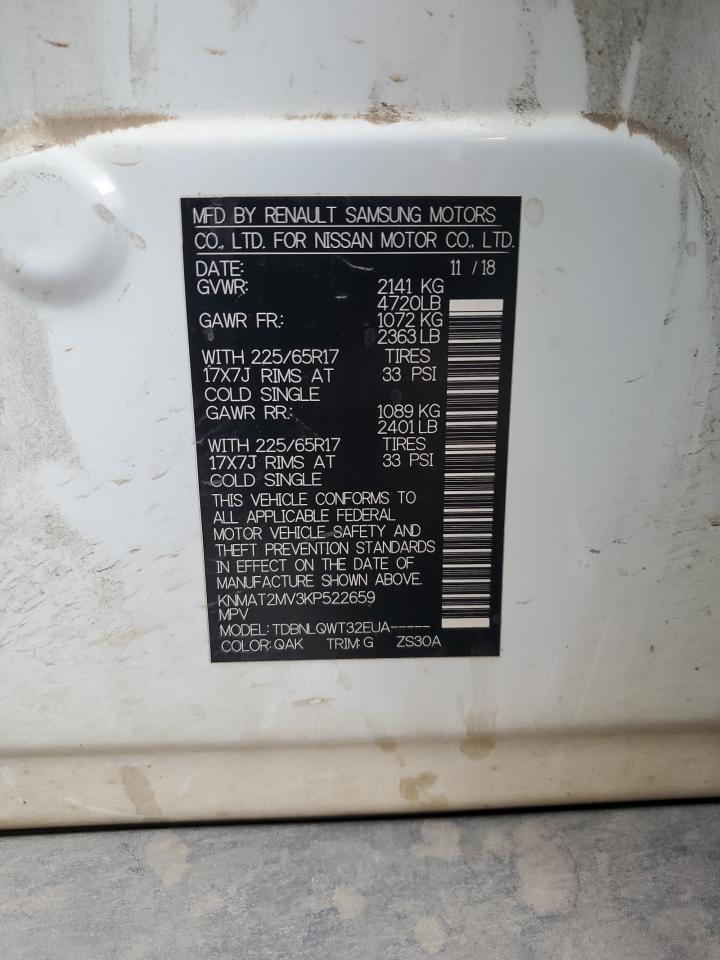 MFD BY RENAULT SAMSUNG MOTORS
CO., LTD. FOR NISSAN MOTOR CO., LTD.
DATE: 11 / 18
GVWR: 2141 KG
4720LB
GAWR FR.: 1072 KG
2363 LB
WITH 225/65R17 TIRES
17X7J RIMS AT 33 PSI
COLD SINGLE
GAWR RR.: 1089 KG
2401 LB
WITH 225/65R17 TIRES
17X7J RIMS AT 33 PSI
COLD SINGLE
THIS VEHICLE CONFORMS TO
ALL APPLICABLE FEDERAL
MOTOR VEHICLE SAFETY AND
THEFT PREVENTION STANDARDS
IN EFFECT ON THE DATE OF
MANUFACTURE SHOWN ABOVE.
KNMAT2MV3KP522659
MPV
MODEL: TDBNLQWT32EUA-----
COLOR: QAK TRIM: G ZS30A